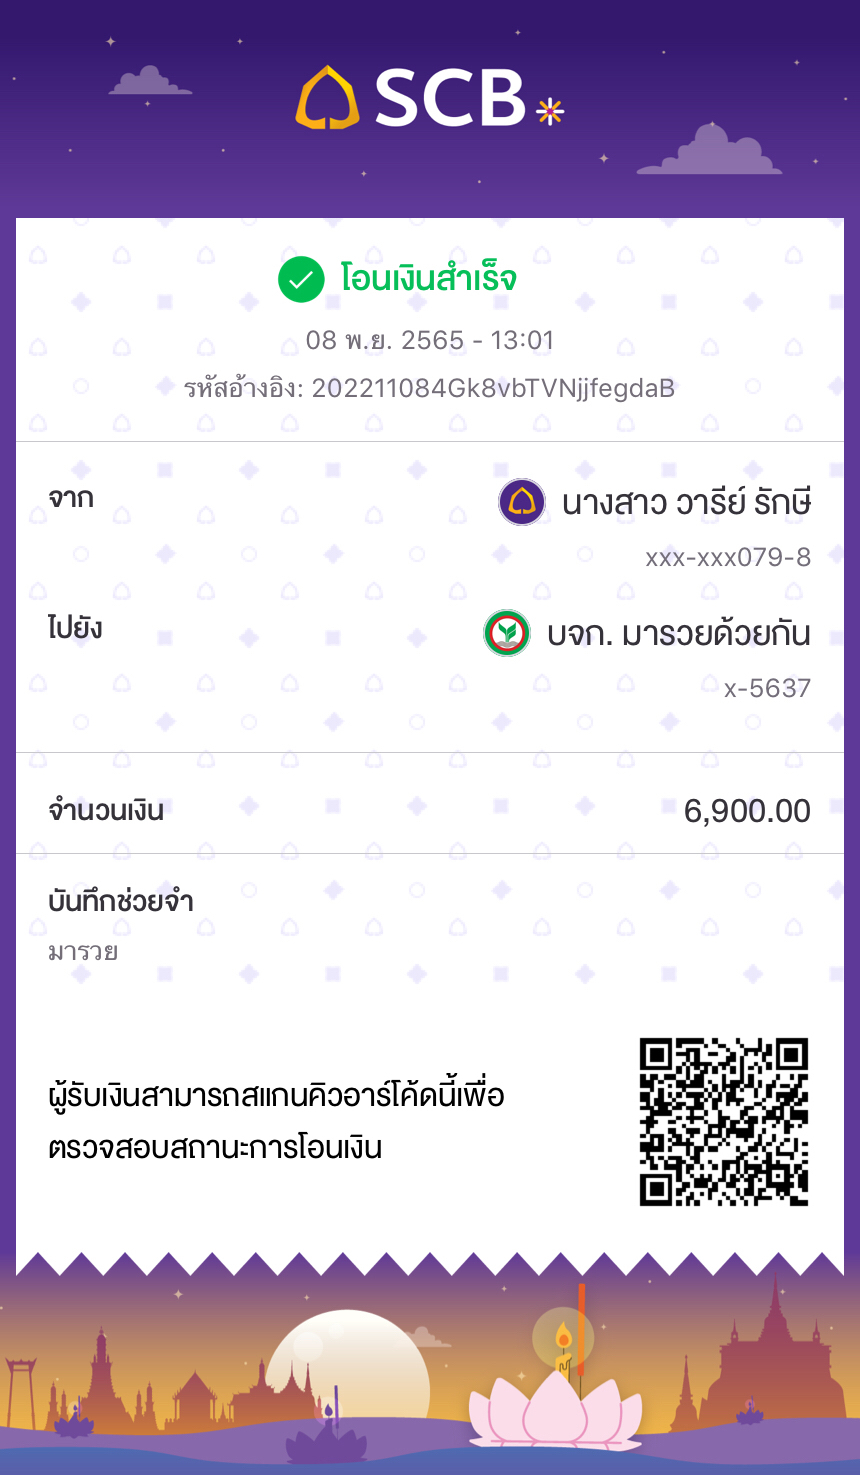 SCB
โอนเงินสำเร็จ
08 พ.ย. 2565 - 13:01
รหัสอ้างอิง: 202211084Gk8vbTVNjjfegdaB
จาก
นางสาว วารีย์ รักษี
xxx-xxx079-8
ไปยัง
บจก. มารวยด้วยกัน
x-5637
จำนวนเงิน
6,900.00
บันทึกช่วยจำ
มารวย
ผู้รับเงินสามารถสแกนคิวอาร์โค้ดนี้เพื่อ
ตรวจสอบสถานะการโอนเงิน